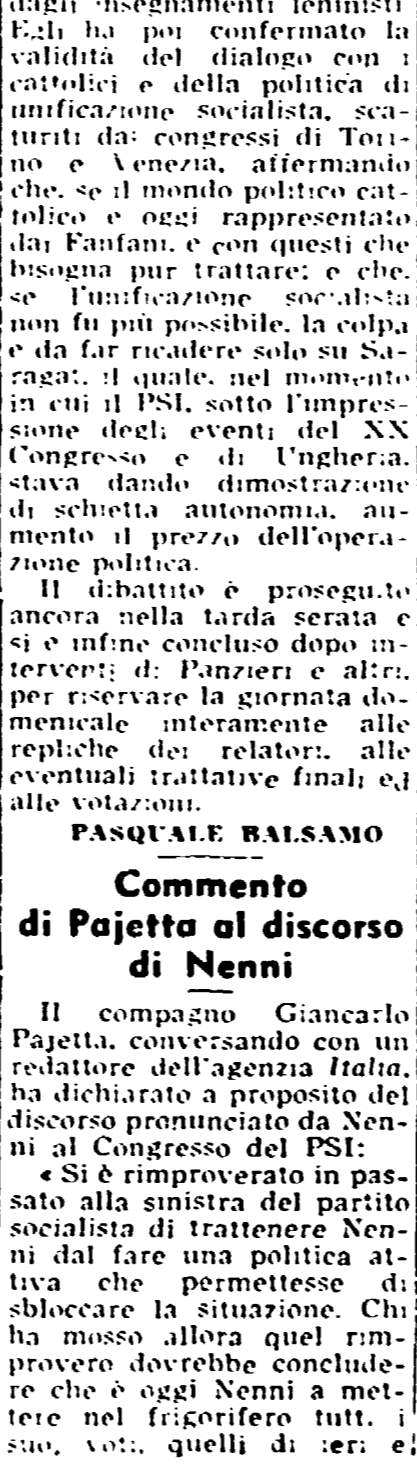 dagli insegnamenti leninisti.
Egli ha poi confermato la
validità del dialogo con i
cattolici e della politica di
unificazione socialista, sca-
turiti dai congressi di Tori-
no e Venezia, affermando
che, se il mondo politico cat-
tolico e oggi rappresentato
dai Fanfani, e con questi che
bisogna pur trattare; e che,
se l'unificazione socialista
non fu più possibile, la colpa
e da far ricadere solo su Sa-
ragat, il quale, nel momento
in cui il PSI, sotto l'impres-
sione degli eventi del XX
Congresso e di Ungheria,
stava dando dimostrazione
di schietta autonomia, au-
mento il prezzo dell'opera-
zione politica.
Il dibattito è proseguito
ancora nella tarda serata e
si e infine concluso dopo in-
terventi di Panzieri e altri,
per riservare la giornata do-
menicale interamente alle
repliche dei relatori, alle
eventuali trattative finali ed
alle votazioni.
PASQUALE BALSAMO
Commento
di Pajetta al discorso
di Nenni
Il compagno Giancarlo
Pajetta, conversando con un
redattore dell'agenzia Italia,
ha dichiarato a proposito del
discorso pronunciato da Nen-
ni al Congresso del PSI:
« Si è rimproverato in pas-
sato alla sinistra del partito
socialista di trattenere Nen-
ni dal fare una politica at-
tiva che permettesse di
sbloccare la situazione. Chi
ha mosso allora quel rim-
provero dovrebbe conclude-
re che è oggi Nenni a met-
tere nel frigorifero tutti i
suoi voti, quelli di ieri e